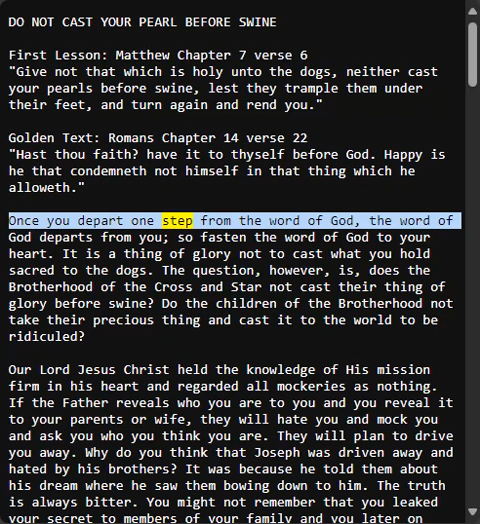 DO NOT CAST YOUR PEARL BEFORE SWINE
First Lesson: Matthew Chapter 7 verse 6
"Give not that which is holy unto the dogs, neither cast
your pearls before swine, lest they trample them under
their feet, and turn again and rend you."
Golden Text: Romans Chapter 14 verse 22
"Hast thou faith? have it to thyself before God. Happy is
he that condemneth not himself in that thing which he
alloweth."
Once you depart one step from the word of God, the word of
God departs from you; so fasten the word of God to your
heart. It is a thing of glory not to cast what you hold
sacred to the dogs. The question, however, is, does the
Brotherhood of the Cross and Star not cast their thing of
glory before swine? Do the children of the Brotherhood not
take their precious thing and cast it to the world to be
ridiculed?
Our Lord Jesus Christ held the knowledge of His mission
firm in his heart and regarded all mockeries as nothing.
If the Father reveals who you are to you and you reveal it
to your parents or wife, they will hate you and mock you
and ask you who you think you are. They will plan to drive
you away. Why do you think that Joseph was driven away and
hated by his brothers? It was because he told them about
his dream where he saw them bowing down to him. The truth
is always bitter. You might not remember that you leaked
your secret to members of your family and you later on